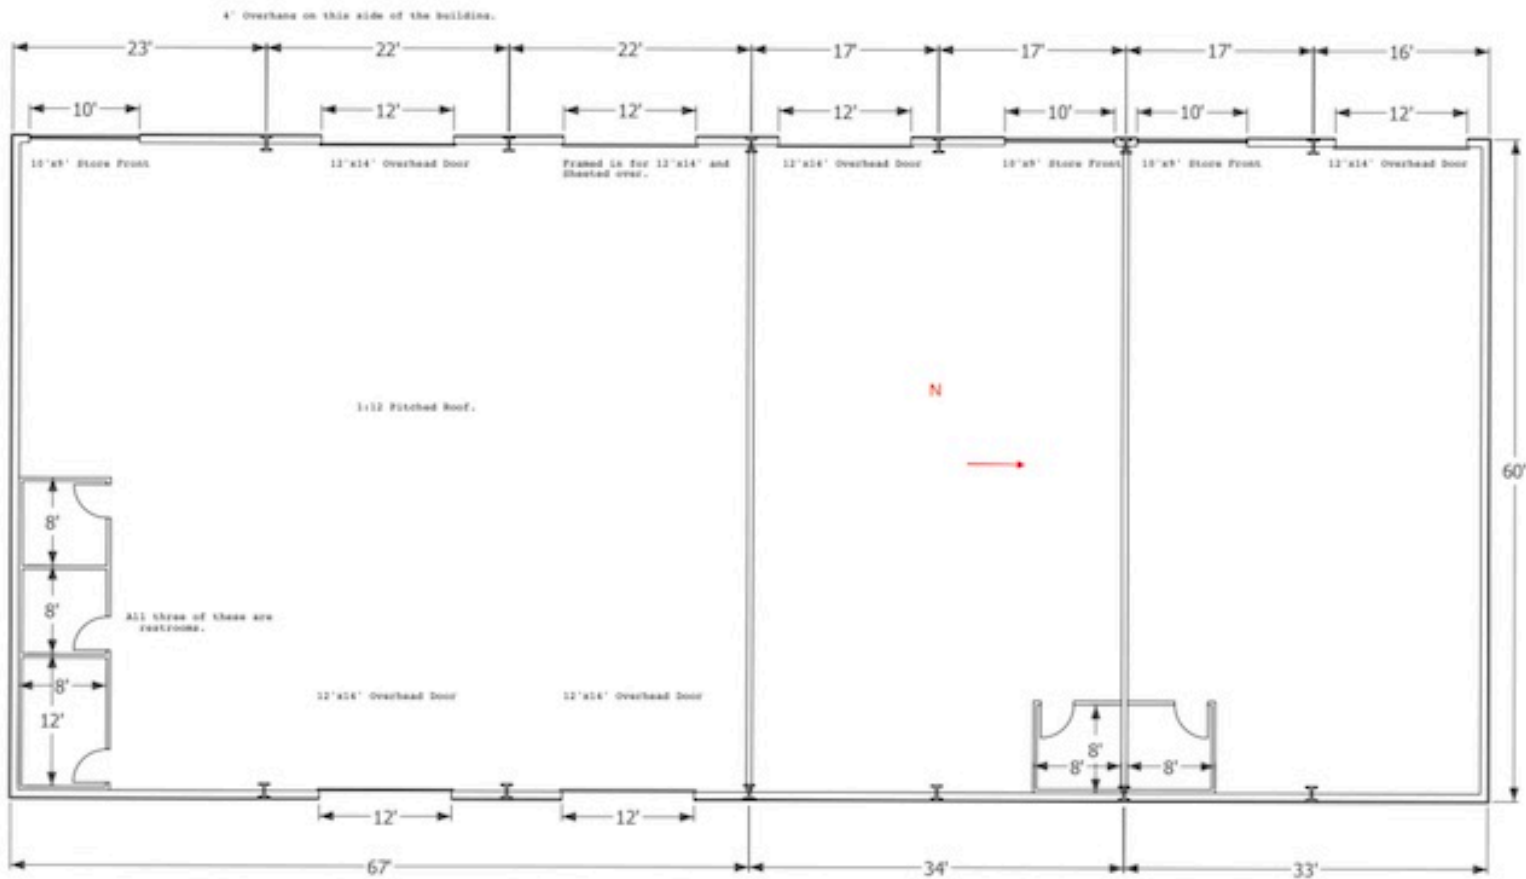 4' Overhang on this side of the building.
23' 22' 22' 17' 17' 17' 16'
10' 12' 12' 12' 10' 10' 12'
10'x9' Store Front
12'x14' Overhead Door
Framed in for 12'x14' and
Sheeted over.
12'x14' Overhead Door
10'x9' Store Front
10'x9' Store Front
12'x14' Overhead Door
N
1:12 Pitched Roof.
60'
8'
8'
All three of these are
restrooms.
8'
12'
12'x14' Overhead Door
12'x14' Overhead Door
8'
8' 8'
12' 12'
67' 34' 33'